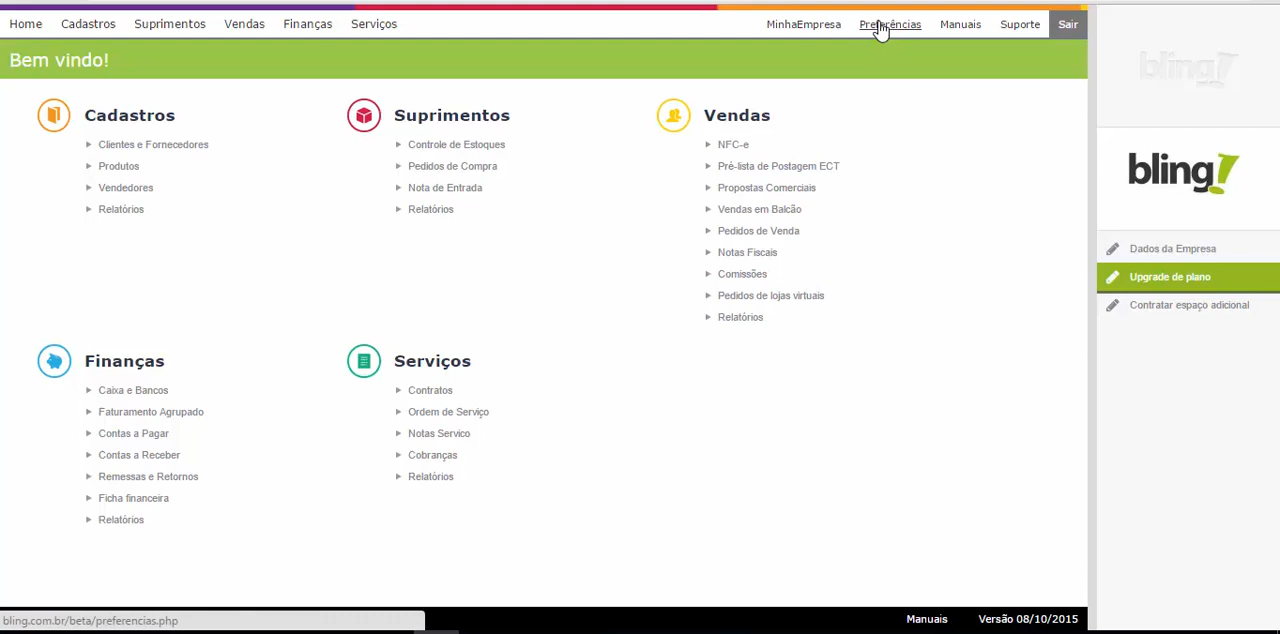 Home Cadastros Suprimentos Vendas Finanças Serviços MinhaEmpresa Preferências Manuais Suporte Sair
Bem vindo!
Cadastros
Clientes e Fornecedores
Produtos
Vendedores
Relatórios
Suprimentos
Controle de Estoques
Pedidos de Compra
Nota de Entrada
Relatórios
Vendas
NFC-e
Pré-lista de Postagem ECT
Propostas Comerciais
Vendas em Balcão
Pedidos de Venda
Notas Fiscais
Comissões
Pedidos de lojas virtuais
Relatórios
Finanças
Caixa e Bancos
Faturamento Agrupado
Contas a Pagar
Contas a Receber
Remessas e Retornos
Ficha financeira
Relatórios
Serviços
Contratos
Ordem de Serviço
Notas Servico
Cobranças
Relatórios
bling!
bling!
Dados da Empresa
Upgrade de plano
Contratar espaço adicional
bling.com.br/beta/preferencias.php
Manuais Versão 08/10/2015